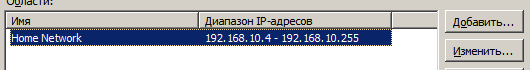 Области:
Имя Диапазон IP-адресов
Добавить...
Home Network 192.168.10.4 - 192.168.10.255
Изменить...